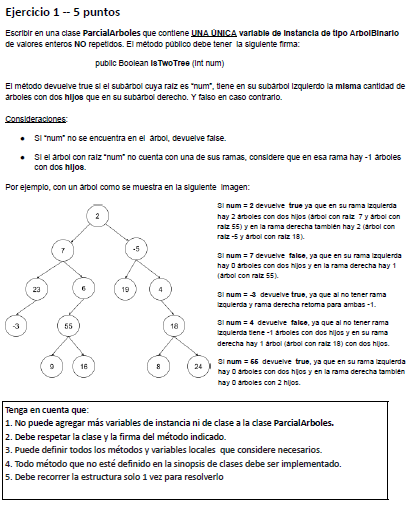 Ejercicio 1 -- 5 puntos
Escribir en una clase ParcialArboles que contiene UNA ÚNICA variable de instancia de tipo ArbolBinario
de valores enteros NO repetidos. El método público debe tener la siguiente firma:
public Boolean isTwoTree (int num)
El método devuelve true si el subárbol cuya raíz es "num", tiene en su subárbol izquierdo la misma cantidad de
árboles con dos hijos que en su subárbol derecho. Y falso en caso contrario.
Consideraciones:
• Si "num" no se encuentra en el árbol, devuelve false.
• Si el árbol con raíz "num" no cuenta con una de sus ramas, considere que en esa rama hay -1 árboles
con dos hijos.
Por ejemplo, con un árbol como se muestra en la siguiente imagen:
2
7
-5
23
6
19
4
-3
55
18
9
16
8
24
Si num = 2 devuelve true ya que en su rama izquierda
hay 2 árboles con dos hijos (árbol con raíz 7 y árbol con
raíz 55) y en la rama derecha también hay 2 (árbol con
raíz -5 y árbol con raíz 18).
Si num = 7 devuelve false, ya que en su rama izquierda
hay 0 árboles con dos hijos y en la rama derecha hay 1
(árbol con raíz 55).
Si num = -3 devuelve true, ya que al no tener rama
izquierda y rama derecha retorna para ambas -1.
Si num = 4 devuelve false, ya que al no tener rama
izquierda tiene -1 árboles con dos hijos y en su rama
derecha hay 1 árbol (árbol con raíz 18) con dos hijos.
Si num = 55 devuelve true, ya que en su rama izquierda
hay 0 árboles con dos hijos y en la rama derecha también
hay 0 árboles con 2 hijos.
Tenga en cuenta que:
1. No puede agregar más variables de instancia ni de clase a la clase ParcialArboles.
2. Debe respetar la clase y la firma del método indicado.
3. Puede definir todos los métodos y variables locales que considere necesarios.
4. Todo método que no esté definido en la sinopsis de clases debe ser implementado.
5. Debe recorrer la estructura solo 1 vez para resolverlo